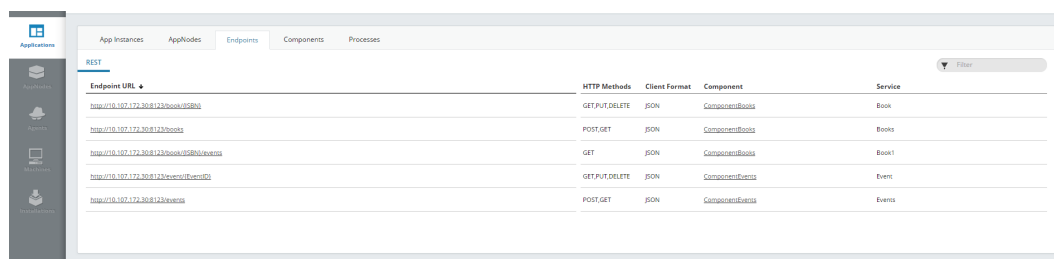 Applications
AppNodes
Agents
Machines
Installations
App Instances AppNodes Endpoints Components Processes
REST
Filter
Endpoint URL HTTP Methods Client Format Component Service
http://10.107.172.30:8123/book/{ISBN} GET,PUT,DELETE JSON ComponentBooks Book
http://10.107.172.30:8123/books POST,GET JSON ComponentBooks Books
http://10.107.172.30:8123/book/{ISBN}/events GET JSON ComponentBooks Book1
http://10.107.172.30:8123/event/{EventID} GET,PUT,DELETE JSON ComponentEvents Event
http://10.107.172.30:8123/events POST,GET JSON ComponentEvents Events